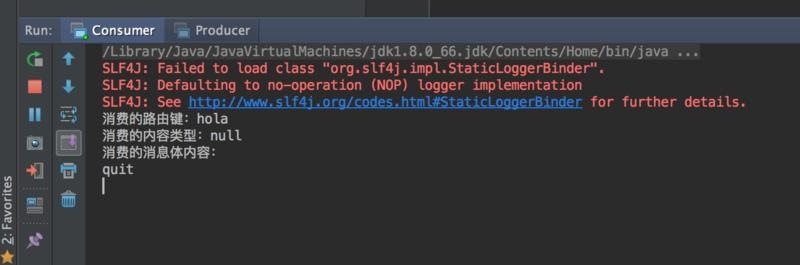 Run: Consumer Producer
/Library/Java/JavaVirtualMachines/jdk1.8.0_66.jdk/Contents/Home/bin/java ...
SLF4J: Failed to load class "org.slf4j.impl.StaticLoggerBinder".
SLF4J: Defaulting to no-operation (NOP) logger implementation
SLF4J: See http://www.slf4j.org/codes.html#StaticLoggerBinder for further details.
消费的路由键：hola
消费的内容类型：null
消费的消息体内容：
quit
2: Favorites